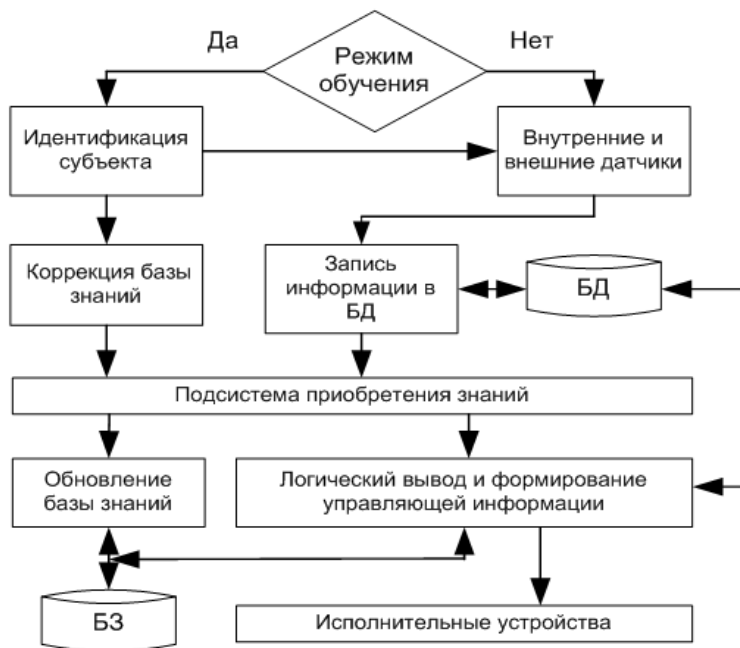 Да
Нет
Режим
обучения
Идентификация
субъекта
Внутренние и
внешние датчики
Коррекция базы
знаний
Запись
информации в
БД
БД
Подсистема приобретения знаний
Обновление
базы знаний
Логический вывод и формирование
управляющей информации
БЗ
Исполнительные устройства